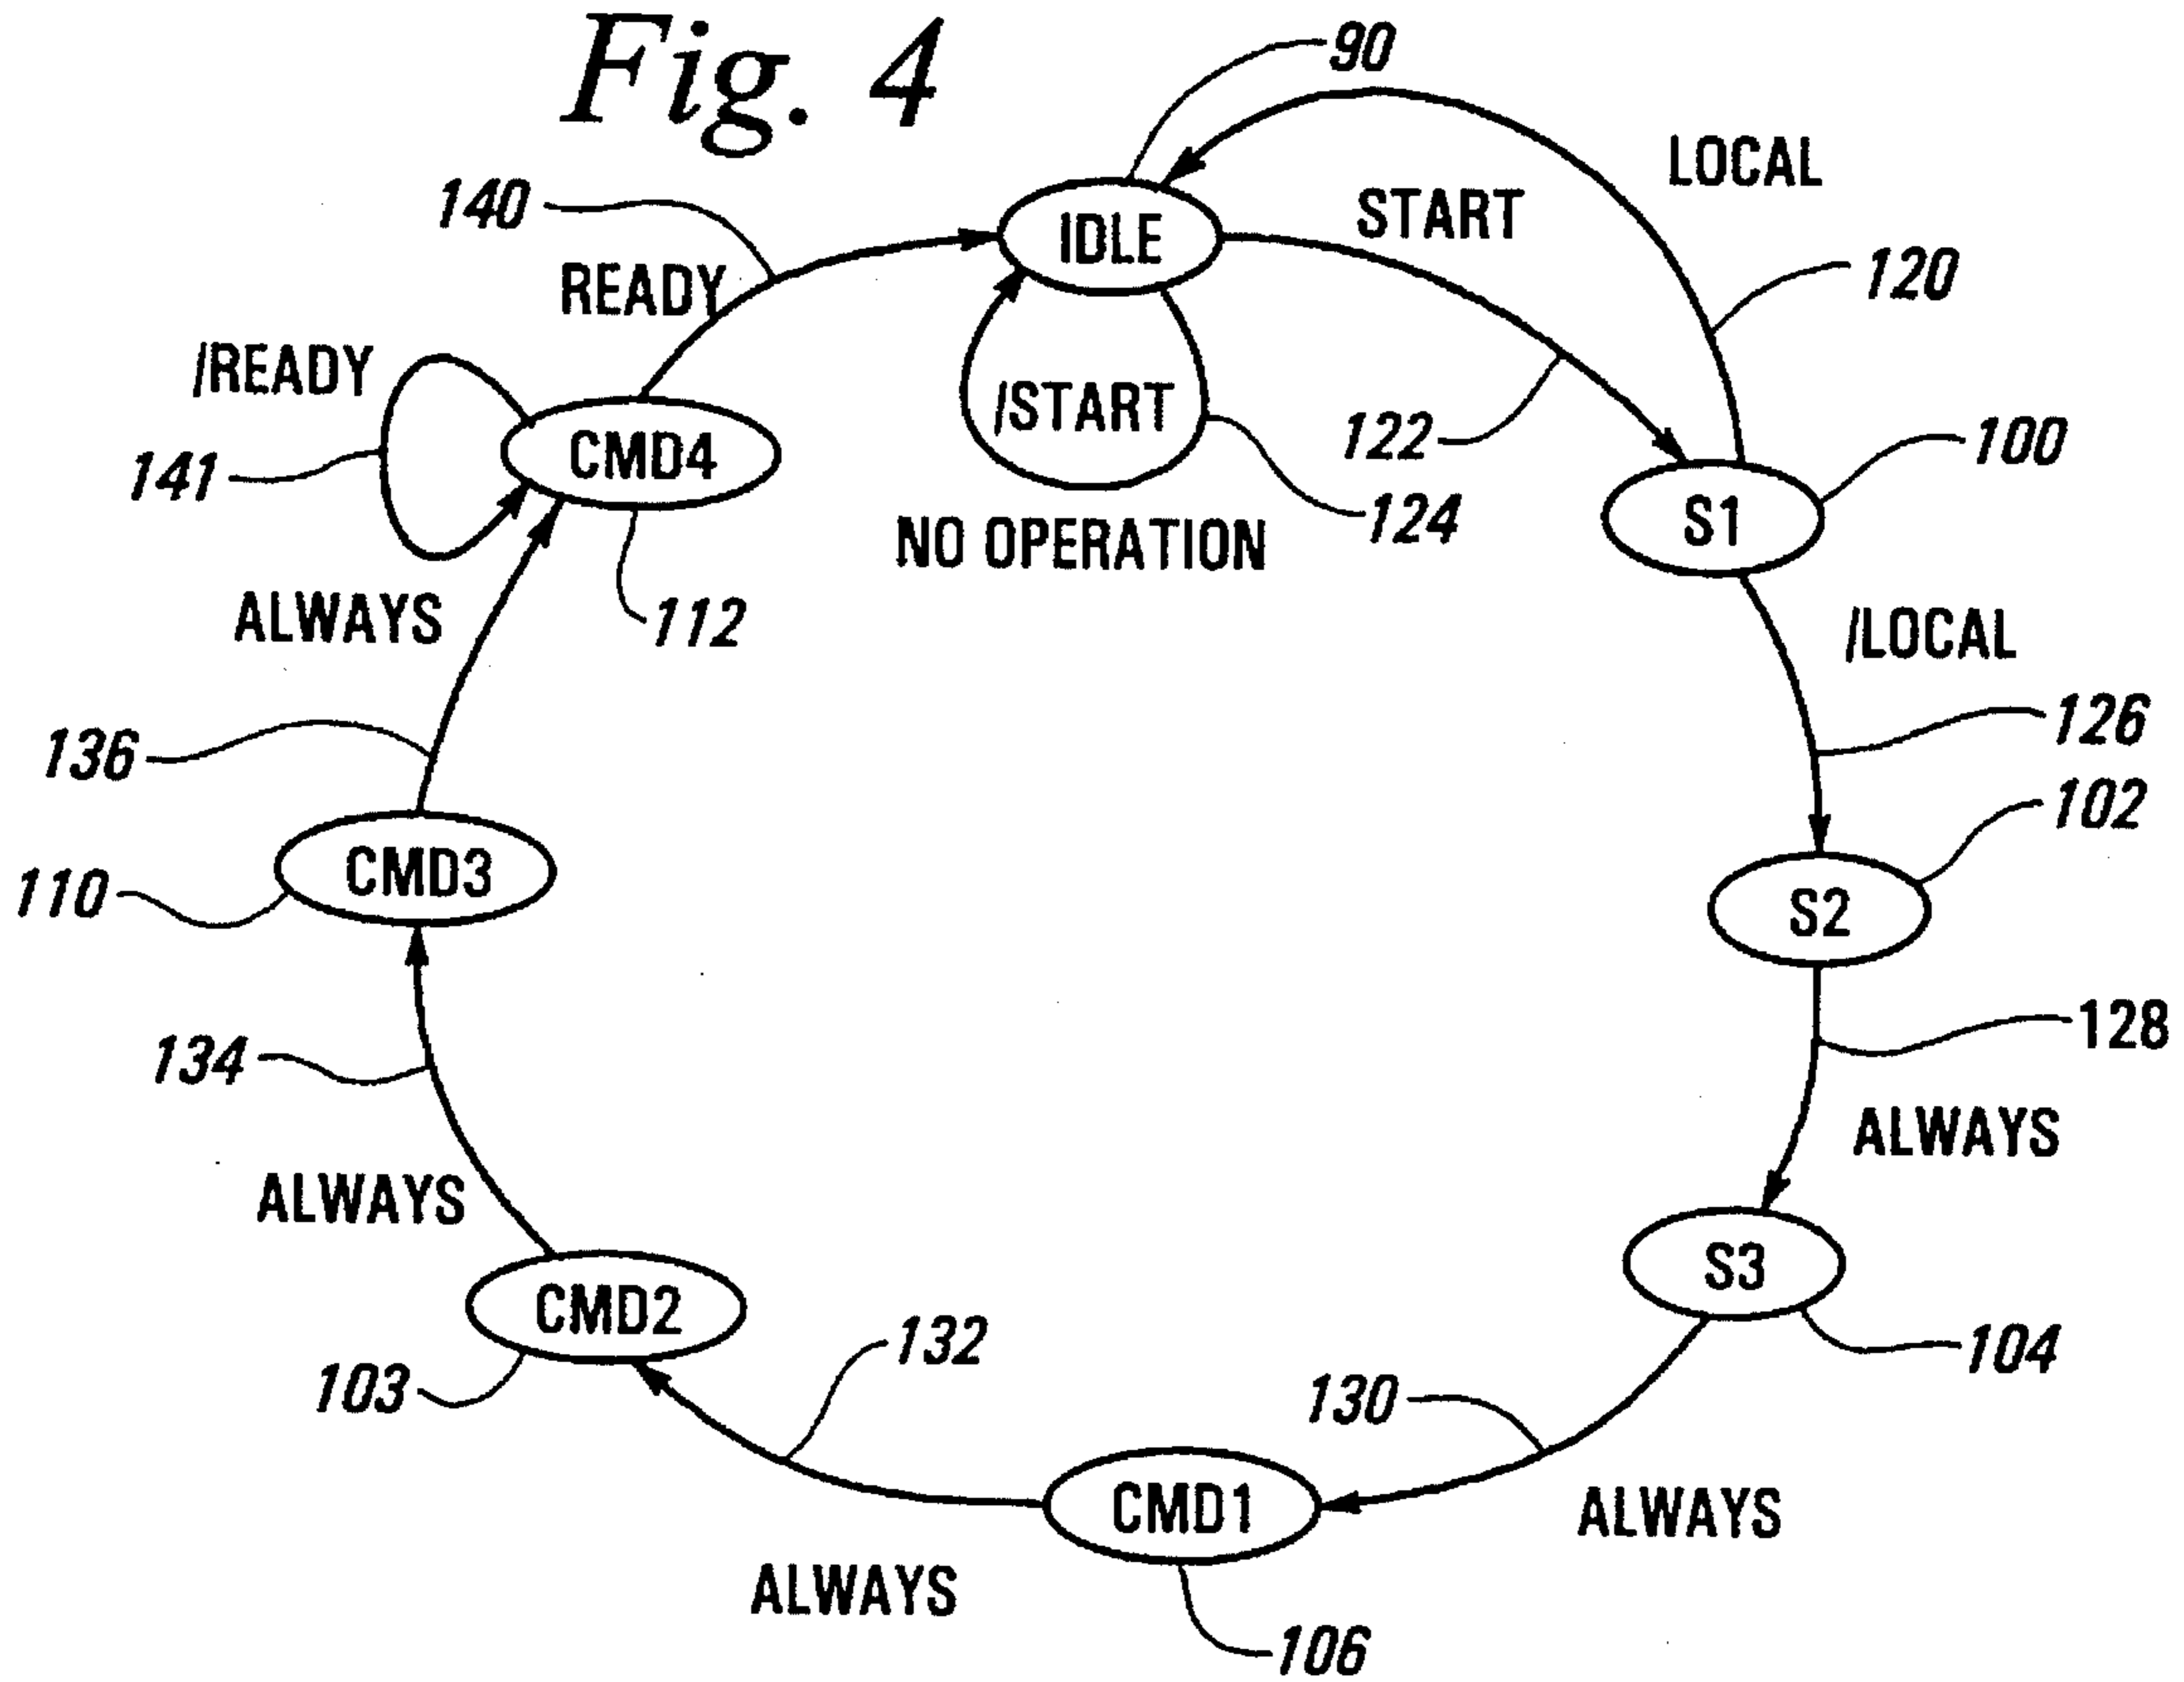 Fig. 4
90
LOCAL
140
START
IDLE
120
READY
/READY
/START
122
100
CMD4
141
124
S1
NO OPERATION
ALWAYS
112
/LOCAL
126
136
102
CMD3
110
S2
128
134
ALWAYS
ALWAYS
S3
CMD2
132
104
103
130
CMD1
ALWAYS
ALWAYS
106